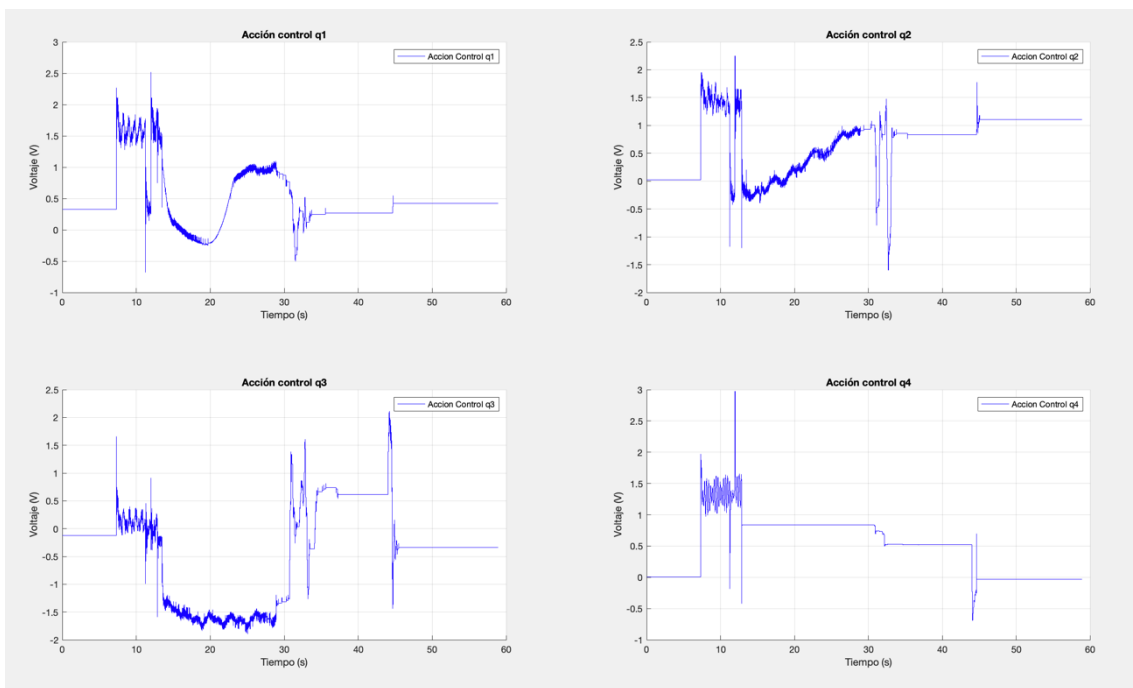 Acción control q1
Accion Control q1
3
2.5
2
1.5
1
0.5
0
-0.5
-1
Voltaje (V)
0 10 20 30 40 50 60
Tiempo (s)
Acción control q2
Accion Control q2
2.5
2
1.5
1
0.5
0
-0.5
-1
-1.5
-2
Voltaje (V)
0 10 20 30 40 50 60
Tiempo (s)
Acción control q3
Accion Control q3
2.5
2
1.5
1
0.5
0
-0.5
-1
-1.5
-2
Voltaje (V)
0 10 20 30 40 50 60
Tiempo (s)
Acción control q4
Accion Control q4
3
2.5
2
1.5
1
0.5
0
-0.5
-1
Voltaje (V)
0 10 20 30 40 50 60
Tiempo (s)